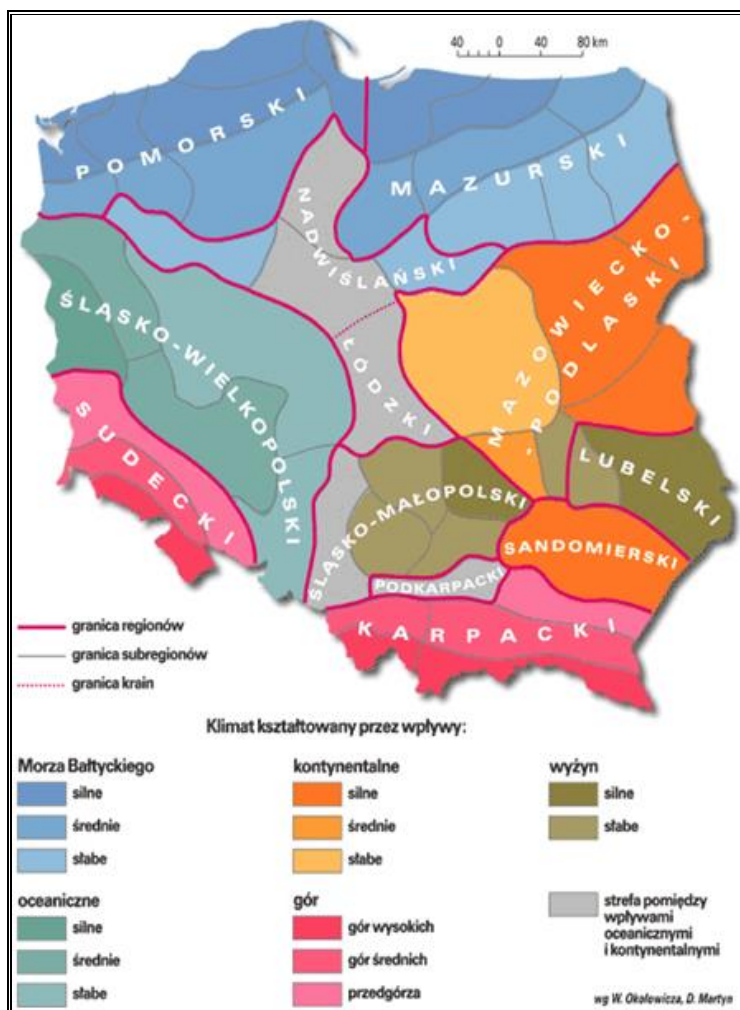 40 0 40 80 km
POMORSKI
MAZURSKI
NADWIŚLAŃSKI
MAZOWIECKO-
-PODLASKI
ŚLĄSKO-WIELKOPOLSKI
ŁÓDZKI
SUDECKI
LUBELSKI
ŚLĄSKO-MAŁOPOLSKI
SANDOMIERSKI
PODKARPACKI
KARPACKI
granica regionów
granica subregionów
granica krain
Klimat kształtowany przez wpływy:
Morza Bałtyckiego
silne
średnie
słabe
kontynentalne
silne
średnie
słabe
wyżyn
silne
słabe
oceaniczne
silne
średnie
słabe
gór
gór wysokich
gór średnich
przedgórza
strefa pomiędzy
wpływami
oceanicznymi
i kontynentalnymi
wg W. Okołowicza, D. Martyn